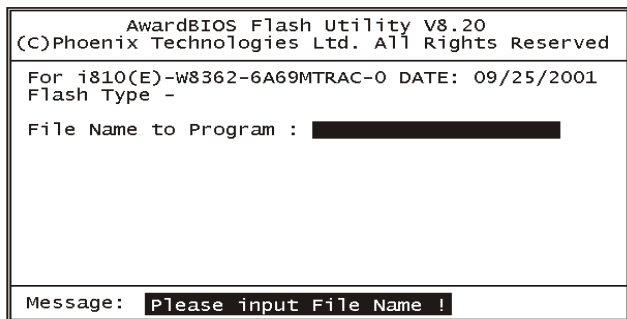 AwardBIOS Flash Utility V8.20
(C)Phoenix Technologies Ltd. All Rights Reserved
For i810(E)-W8362-6A69MTRAC-0 DATE: 09/25/2001
Flash Type -
File Name to Program :
Message: Please input File Name !